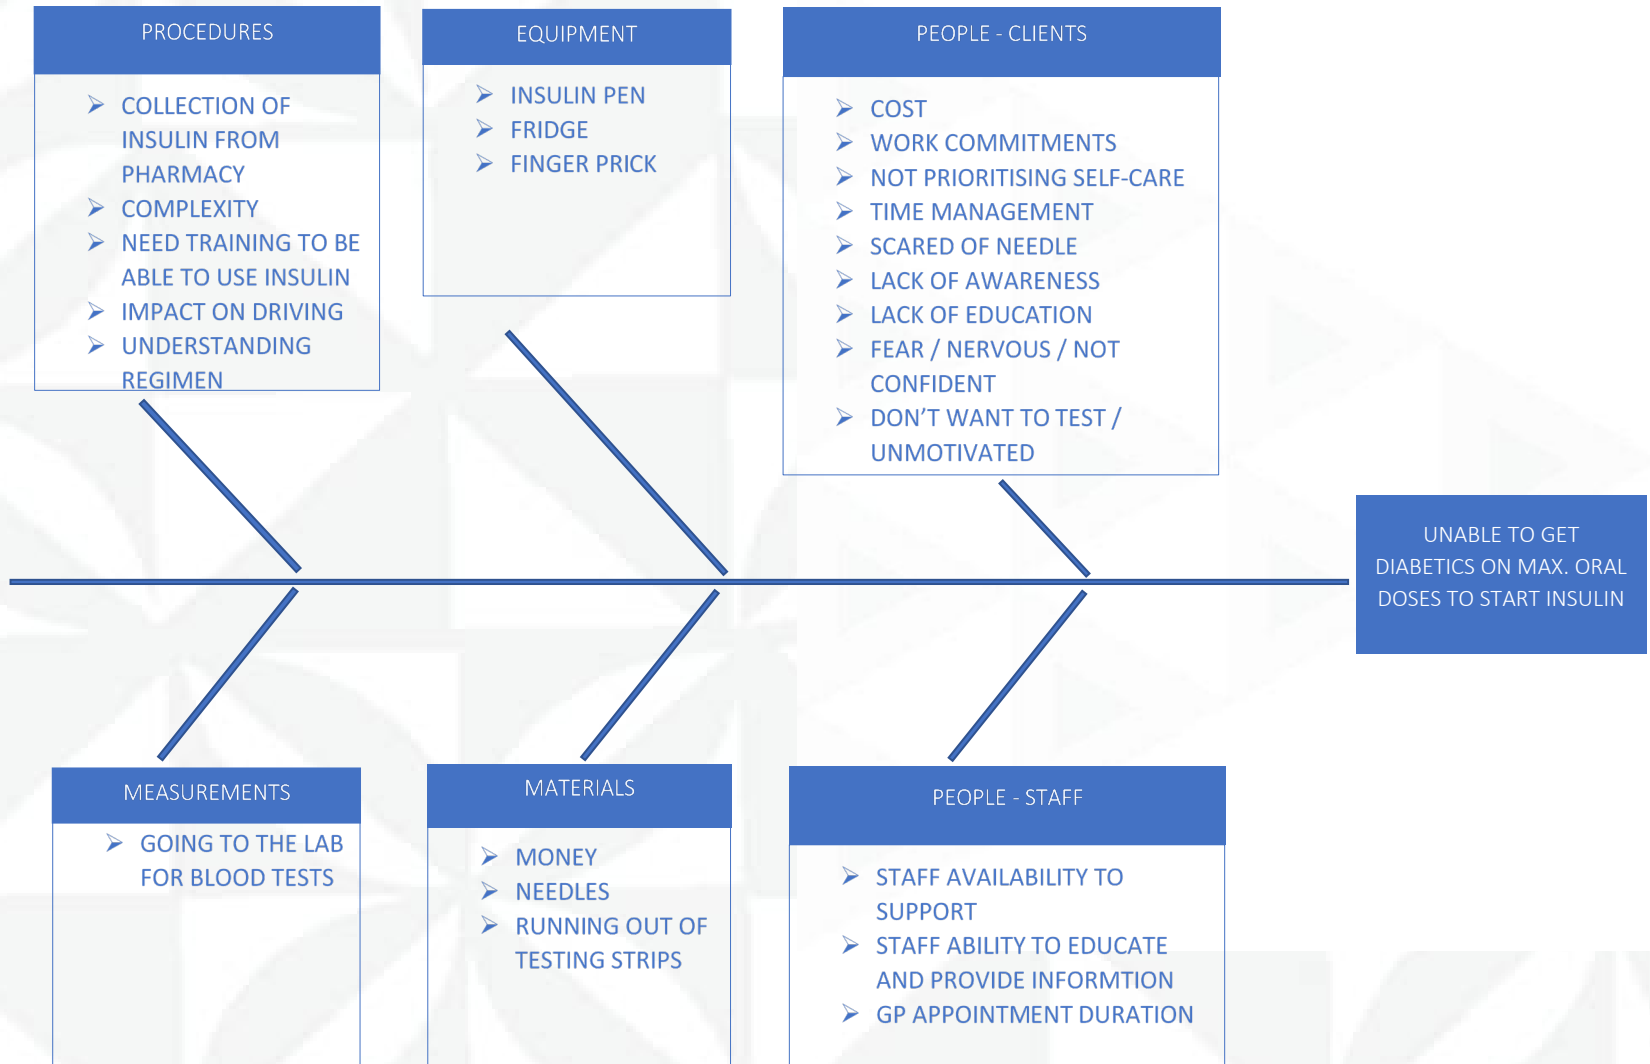 PROCEDURES
COLLECTION OF
INSULIN FROM
PHARMACY
COMPLEXITY
NEED TRAINING TO BE
ABLE TO USE INSULIN
IMPACT ON DRIVING
UNDERSTANDING
REGIMEN
EQUIPMENT
INSULIN PEN
FRIDGE
FINGER PRICK
PEOPLE - CLIENTS
COST
WORK COMMITMENTS
NOT PRIORITISING SELF-CARE
TIME MANAGEMENT
SCARED OF NEEDLE
LACK OF AWARENESS
LACK OF EDUCATION
FEAR / NERVOUS / NOT
CONFIDENT
DON’T WANT TO TEST /
UNMOTIVATED
UNABLE TO GET
DIABETICS ON MAX. ORAL
DOSES TO START INSULIN
MEASUREMENTS
GOING TO THE LAB
FOR BLOOD TESTS
MATERIALS
MONEY
NEEDLES
RUNNING OUT OF
TESTING STRIPS
PEOPLE - STAFF
STAFF AVAILABILITY TO
SUPPORT
STAFF ABILITY TO EDUCATE
AND PROVIDE INFORMTION
GP APPOINTMENT DURATION